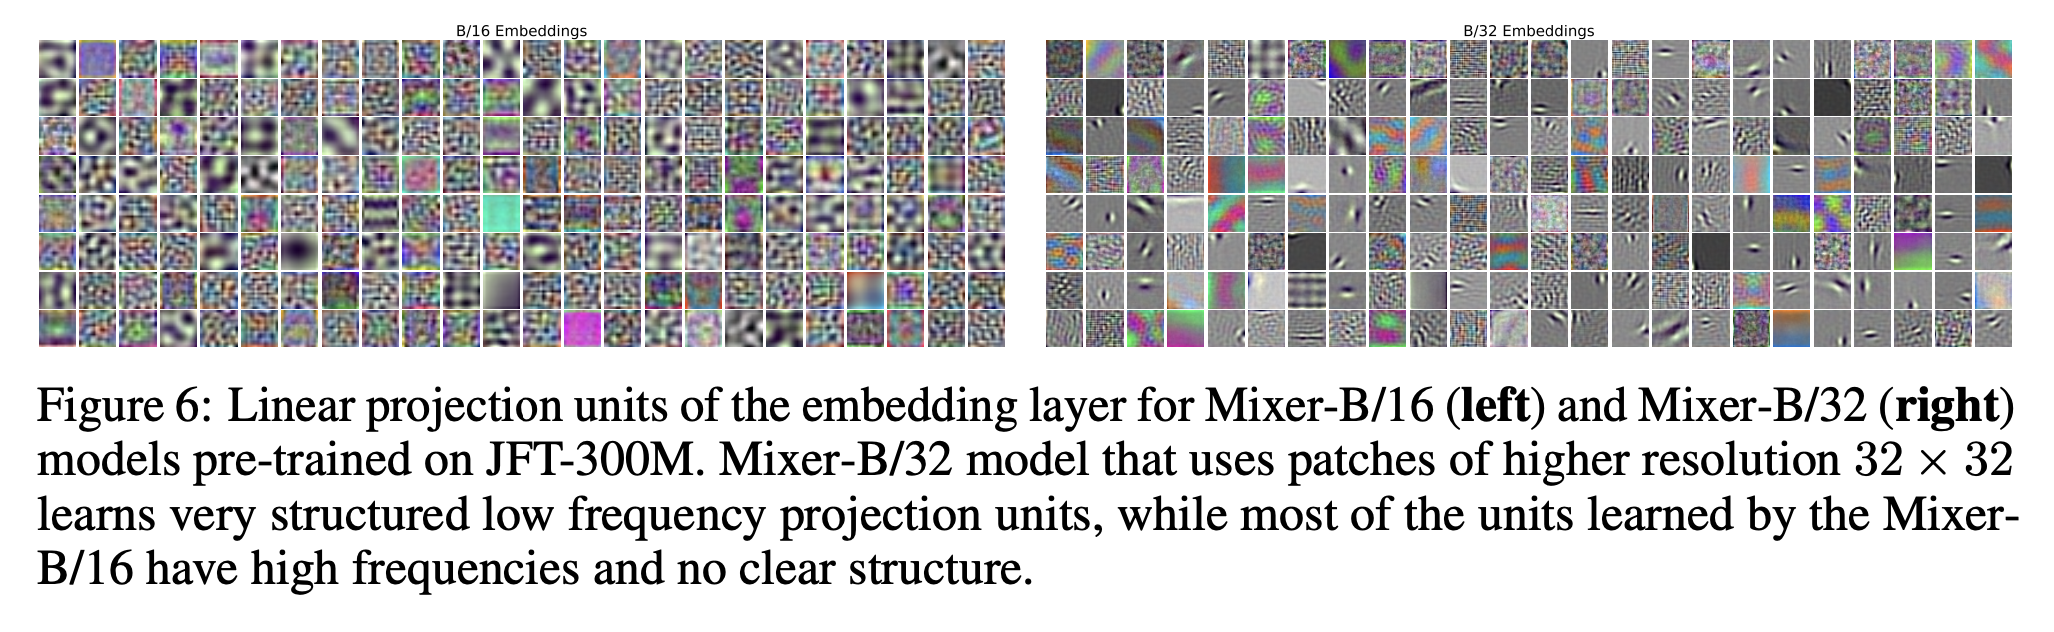 B/16 Embeddings
B/32 Embeddings
Figure 6: Linear projection units of the embedding layer for Mixer-B/16 (left) and Mixer-B/32 (right)
models pre-trained on JFT-300M. Mixer-B/32 model that uses patches of higher resolution 32 × 32
learns very structured low frequency projection units, while most of the units learned by the Mixer-
B/16 have high frequencies and no clear structure.